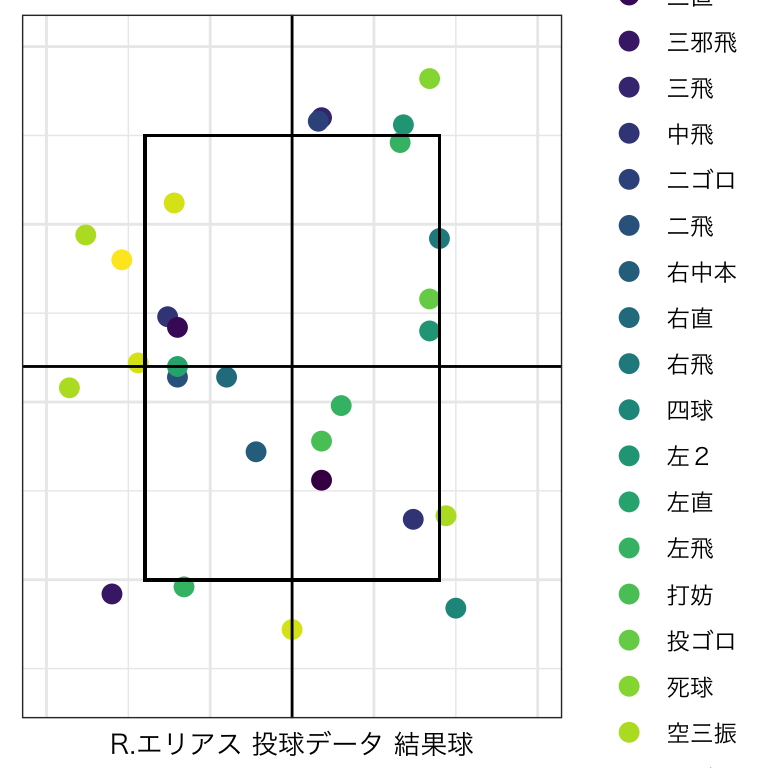 三邪飛
三飛
中飛
二ゴロ
二飛
右中本
右直
右飛
四球
左２
左直
左飛
打妨
投ゴロ
死球
空三振
R.エリアス 投球データ 結果球